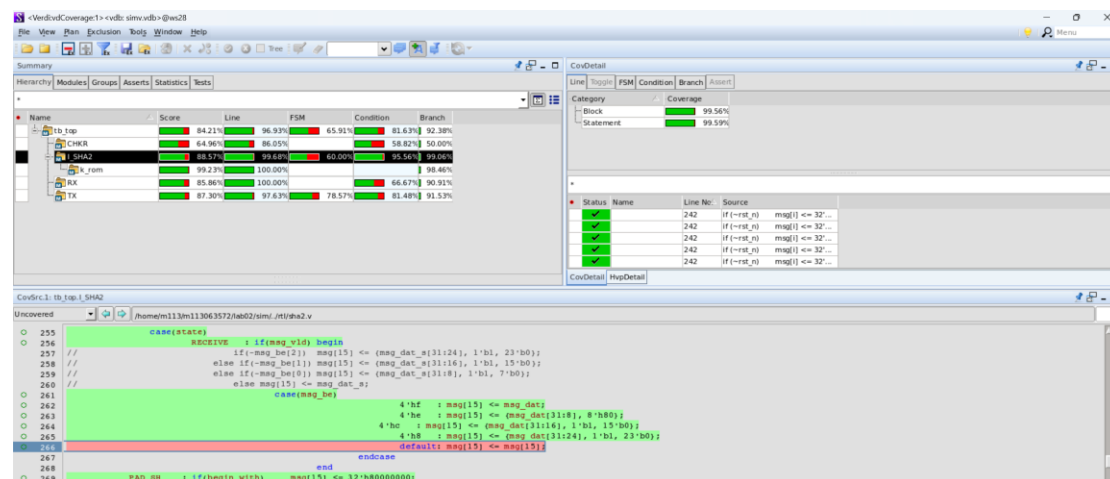 <Verdi:vdCoverage:1> <vdb: simv.vdb>@ws28
File View Plan Exclusion Tools Window Help
Tree
Menu
Summary
Hierarchy Modules Groups Asserts Statistics Tests
*
Name Score Line FSM Condition Branch
tb_top 84.21% 96.93% 65.91% 81.63% 92.38%
CHKR 64.96% 86.05% 58.82% 50.00%
I_SHA2 88.57% 99.68% 60.00% 95.56% 99.06%
k_rom 99.23% 100.00% 98.46%
RX 85.86% 100.00% 66.67% 90.91%
TX 87.30% 97.63% 78.57% 81.48% 91.53%
CovDetail
Line Toggle FSM Condition Branch Assert
Category Coverage
Block 99.56%
Statement 99.59%
*
Status Name Line No. Source
242 if (~rst_n) msg[i] <= 32'...
242 if (~rst_n) msg[i] <= 32'...
242 if (~rst_n) msg[i] <= 32'...
242 if (~rst_n) msg[i] <= 32'...
242 if (~rst_n) msg[i] <= 32'...
CovDetail HvpDetail
CovSrc.1: tb_top.I_SHA2
Uncovered /home/m113/m113063572/lab02/sim/../rtl/sha2.v
255 case(state)
256 RECEIVE : if(msg_vld) begin
257 // if(~msg_be[2]) msg[15] <= {msg_dat_s[31:24], 1'b1, 23'b0};
258 // else if(~msg_be[1]) msg[15] <= {msg_dat_s[31:16], 1'b1, 15'b0};
259 // else if(~msg_be[0]) msg[15] <= {msg_dat_s[31:8], 1'b1, 7'b0};
260 // else msg[15] <= msg_dat_s;
261 case(msg_be)
262 4'hf : msg[15] <= msg_dat;
263 4'he : msg[15] <= {msg_dat[31:8], 8'h80};
264 4'hc : msg[15] <= {msg_dat[31:16], 1'b1, 15'b0};
265 4'h8 : msg[15] <= {msg_dat[31:24], 1'b1, 23'b0};
266 default: msg[15] <= msg[15];
267 endcase
268 end
269 PAD_SH : if(begin_with) msg[15] <= 32'h80000000;